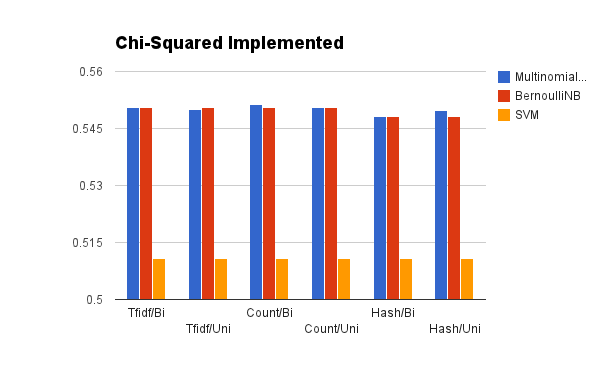 Chi-Squared Implemented
0.56
0.545
0.53
0.515
0.5
Multinomial...
BernoulliNB
SVM
Tfidf/Bi
Tfidf/Uni
Count/Bi
Count/Uni
Hash/Bi
Hash/Uni